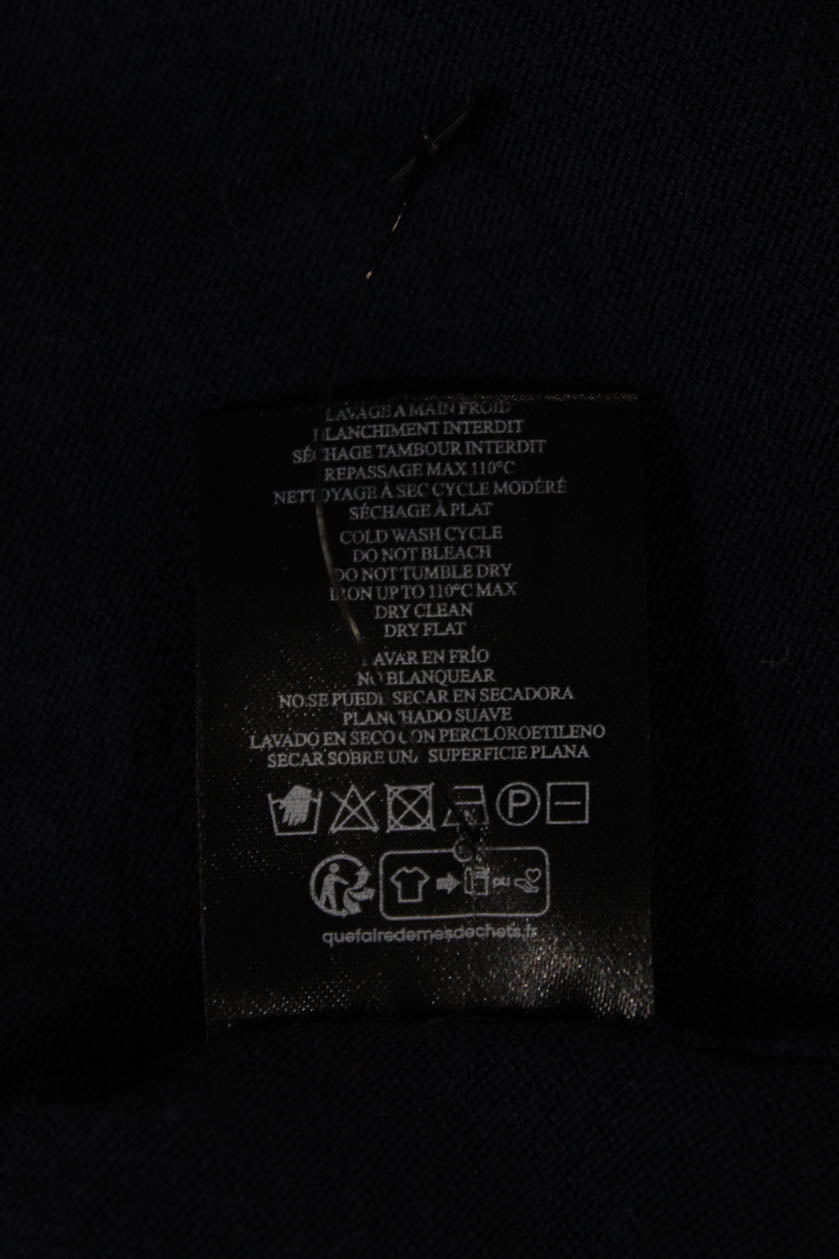 LAVAGE A MAIN FROID
BLANCHIMENT INTERDIT
SÉCHAGE TAMBOUR INTERDIT
REPASSAGE MAX 110°C
NETTOYAGE À SEC CYCLE MODÉRÉ
SÉCHAGE À PLAT
COLD WASH CYCLE
DO NOT BLEACH
DO NOT TUMBLE DRY
IRON UP TO 110°C MAX
DRY CLEAN
DRY FLAT
LAVAR EN FRÍO
NO BLANQUEAR
NO SE PUEDE SECAR EN SECADORA
PLANCHADO SUAVE
LAVADO EN SECO CON PERCLOROETILENO
SECAR SOBRE UNA SUPERFICIE PLANA
P
OU
quefairedemesdechets.fr